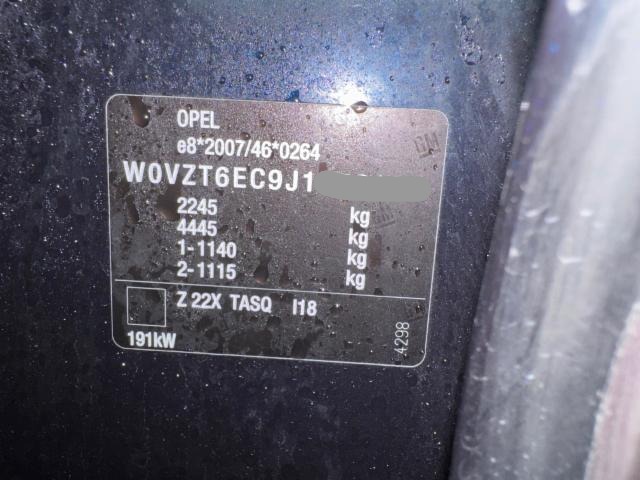 OPEL
e8*2007/46*0264
W0VZT6EC9J1
2245 kg
4445 kg
1-1140 kg
2-1115 kg
Z 22X TASQ I18
191kW
4298
GM